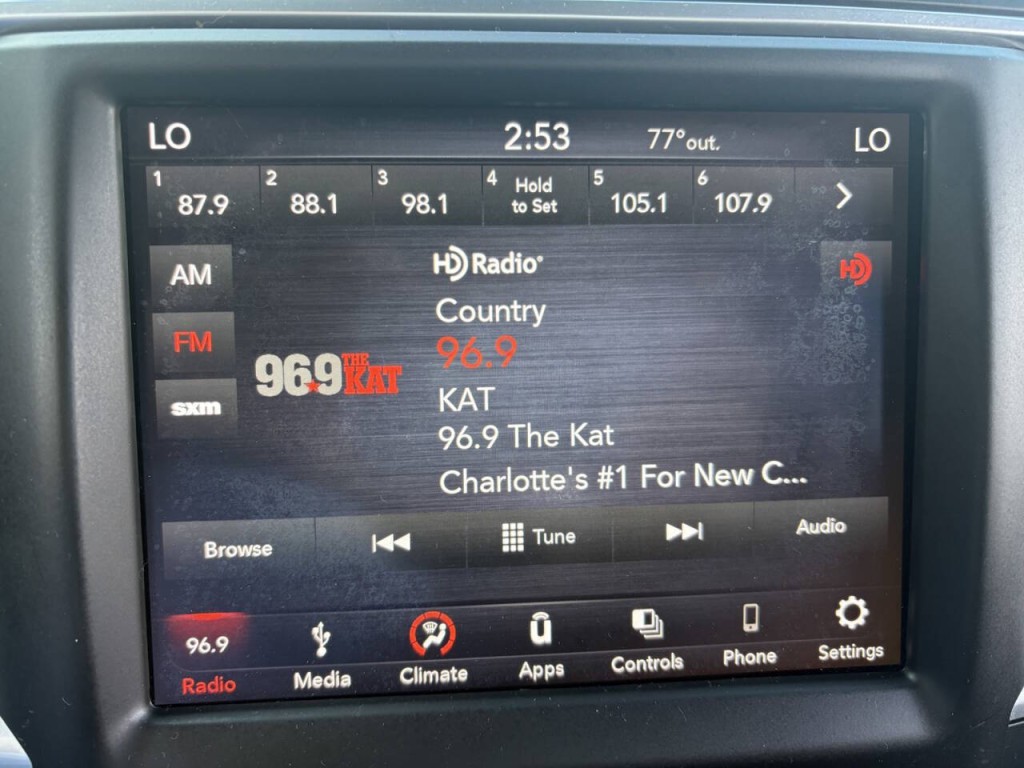 LO 2:53 77° out. LO
1 87.9 2 88.1 3 98.1 4 Hold to Set 5 105.1 6 107.9
HD Radio®
AM HD
Country
FM 96.9
96.9 THE KAT
KAT
sxm
96.9 The Kat
Charlotte's #1 For New C...
Browse Tune Audio
96.9
Radio Media Climate Apps Controls Phone Settings